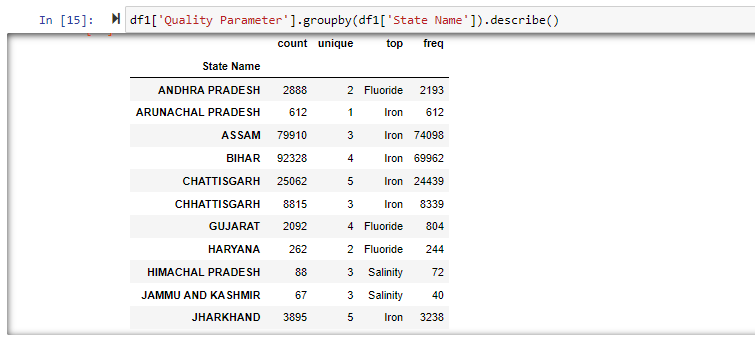 In [15]: df1['Quality Parameter'].groupby(df1['State Name']).describe()
count unique top freq
State Name
ANDHRA PRADESH 2888 2 Fluoride 2193
ARUNACHAL PRADESH 612 1 Iron 612
ASSAM 79910 3 Iron 74098
BIHAR 92328 4 Iron 69962
CHATTISGARH 25062 5 Iron 24439
CHHATTISGARH 8815 3 Iron 8339
GUJARAT 2092 4 Fluoride 804
HARYANA 262 2 Fluoride 244
HIMACHAL PRADESH 88 3 Salinity 72
JAMMU AND KASHMIR 67 3 Salinity 40
JHARKHAND 3895 5 Iron 3238